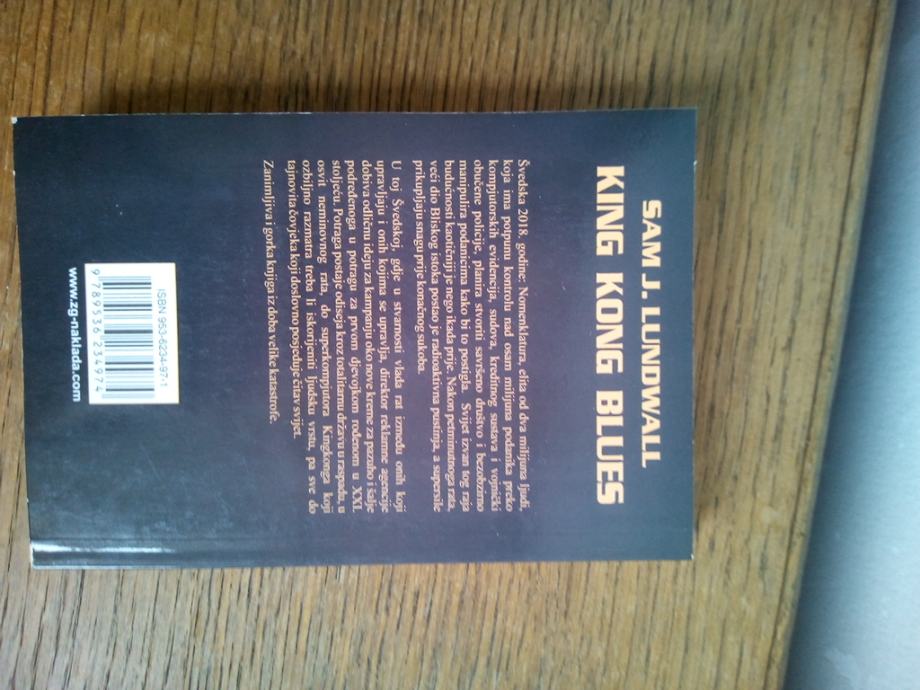 SAM J. LUNDWALL
KING KONG BLUES
Švedska 2018. godine. Nomenklatura, elita od dva milijuna ljudi,
koja ima potpunu kontrolu nad osam milijuna podanika preko
kompjutorskih evidencija, sudova, kreditnog sustava i vojnički
obučene policije, planira stvoriti savršeno društvo i bezobzirno
manipulira podanicima kako bi to postigla. Svijet izvan tog raja
budućnosti kaotičniji je nego ikada prije. Nakon petminutnoga rata,
veći dio Bliskog istoka postao je radioaktivna pustinja, a supersile
prikupljaju snagu prije konačnog sukoba.
U toj Švedskoj, gdje u stvarnosti vlada rat između onih koji
upravljaju i onih kojima se upravlja, direktor reklamne agencije
dobiva odličnu ideju za kampanju oko nove kreme za pazuho i šalje
podređenoga u potragu za prvom djevojkom rođenom u XXI.
stoljeću. Potraga postaje odiseja kroz totalitarnu državu u raspadu, u
osvit neminovnog rata, do superkompjutora Kingkonga koji
ozbiljno razmatra treba li iskorijeniti ljudsku vrstu, pa sve do
tajnovita čovjeka koji doslovno posjeduje čitav svijet.
Zanimljiva i gorka knjiga iz doba velike katastrofe.
ISBN 953-6234-97-1
9 789536 234974
www.zg-naklada.com